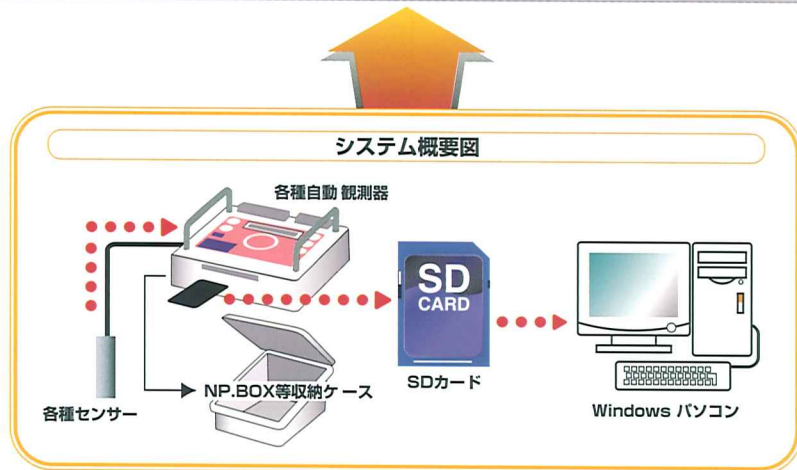 システム概要図
各種自動 観測器
SD
CARD
各種センサー
NP.BOX等収納ケース
SDカード
Windows パソコン